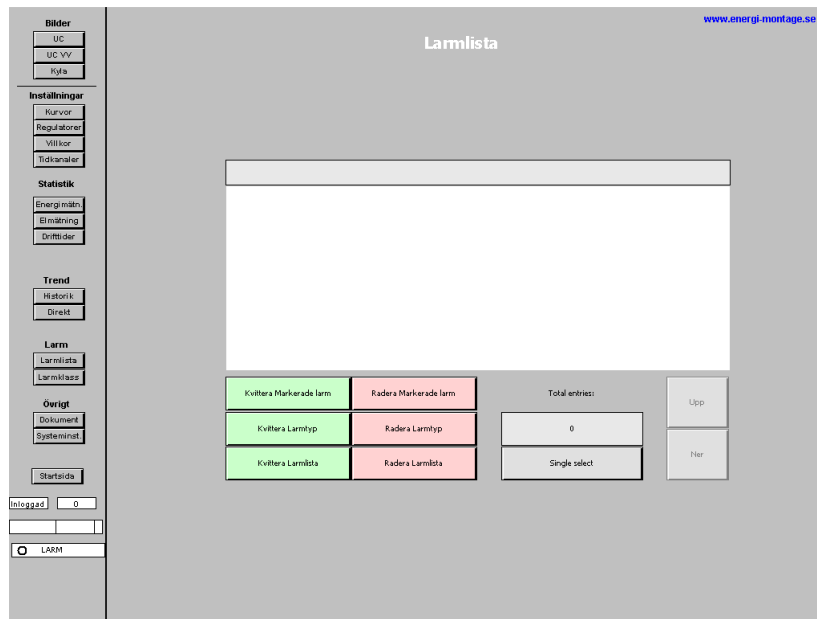 Bilder
UC
UC VV
Kyla
Inställningar
Kurvor
Regulatorer
Villkor
Tidkanaler
Statistik
Energimätn.
Elmätning
Drifttider
Trend
Historik
Direkt
Larm
Larmlista
Larmklass
Övrigt
Dokument
Systeminst.
Startsida
Inloggad 0
LARM
www.energi-montage.se
Larmlista
Kvittera Markerade larm Radera Markerade larm Total entries: Upp
Kvittera Larmtyp Radera Larmtyp 0
Kvittera Larmlista Radera Larmlista Single select Ner